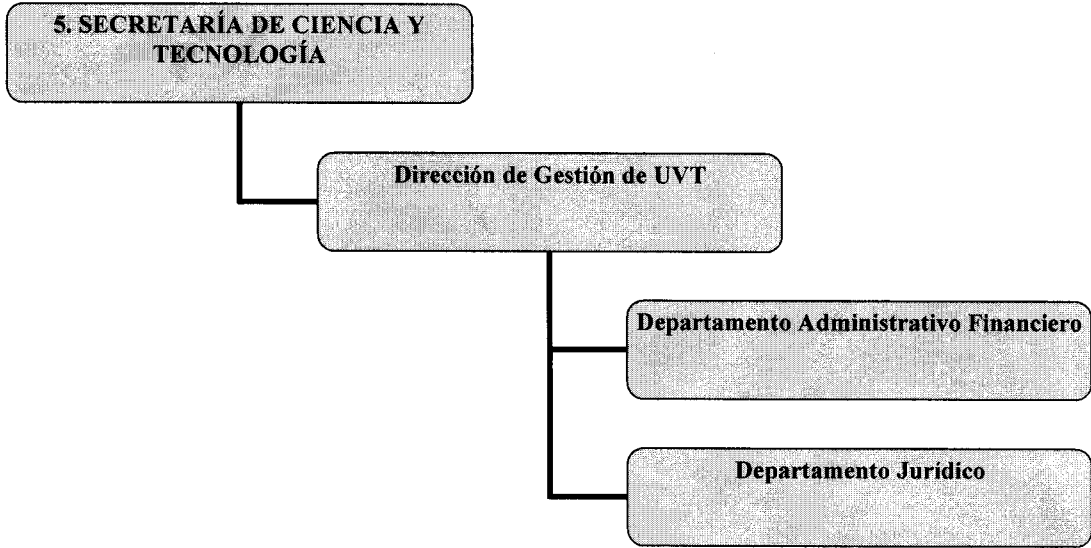 5. SECRETARÍA DE CIENCIA Y
TECNOLOGÍA
Dirección de Gestión de UVT
Departamento Administrativo Financiero
Departamento Jurídico